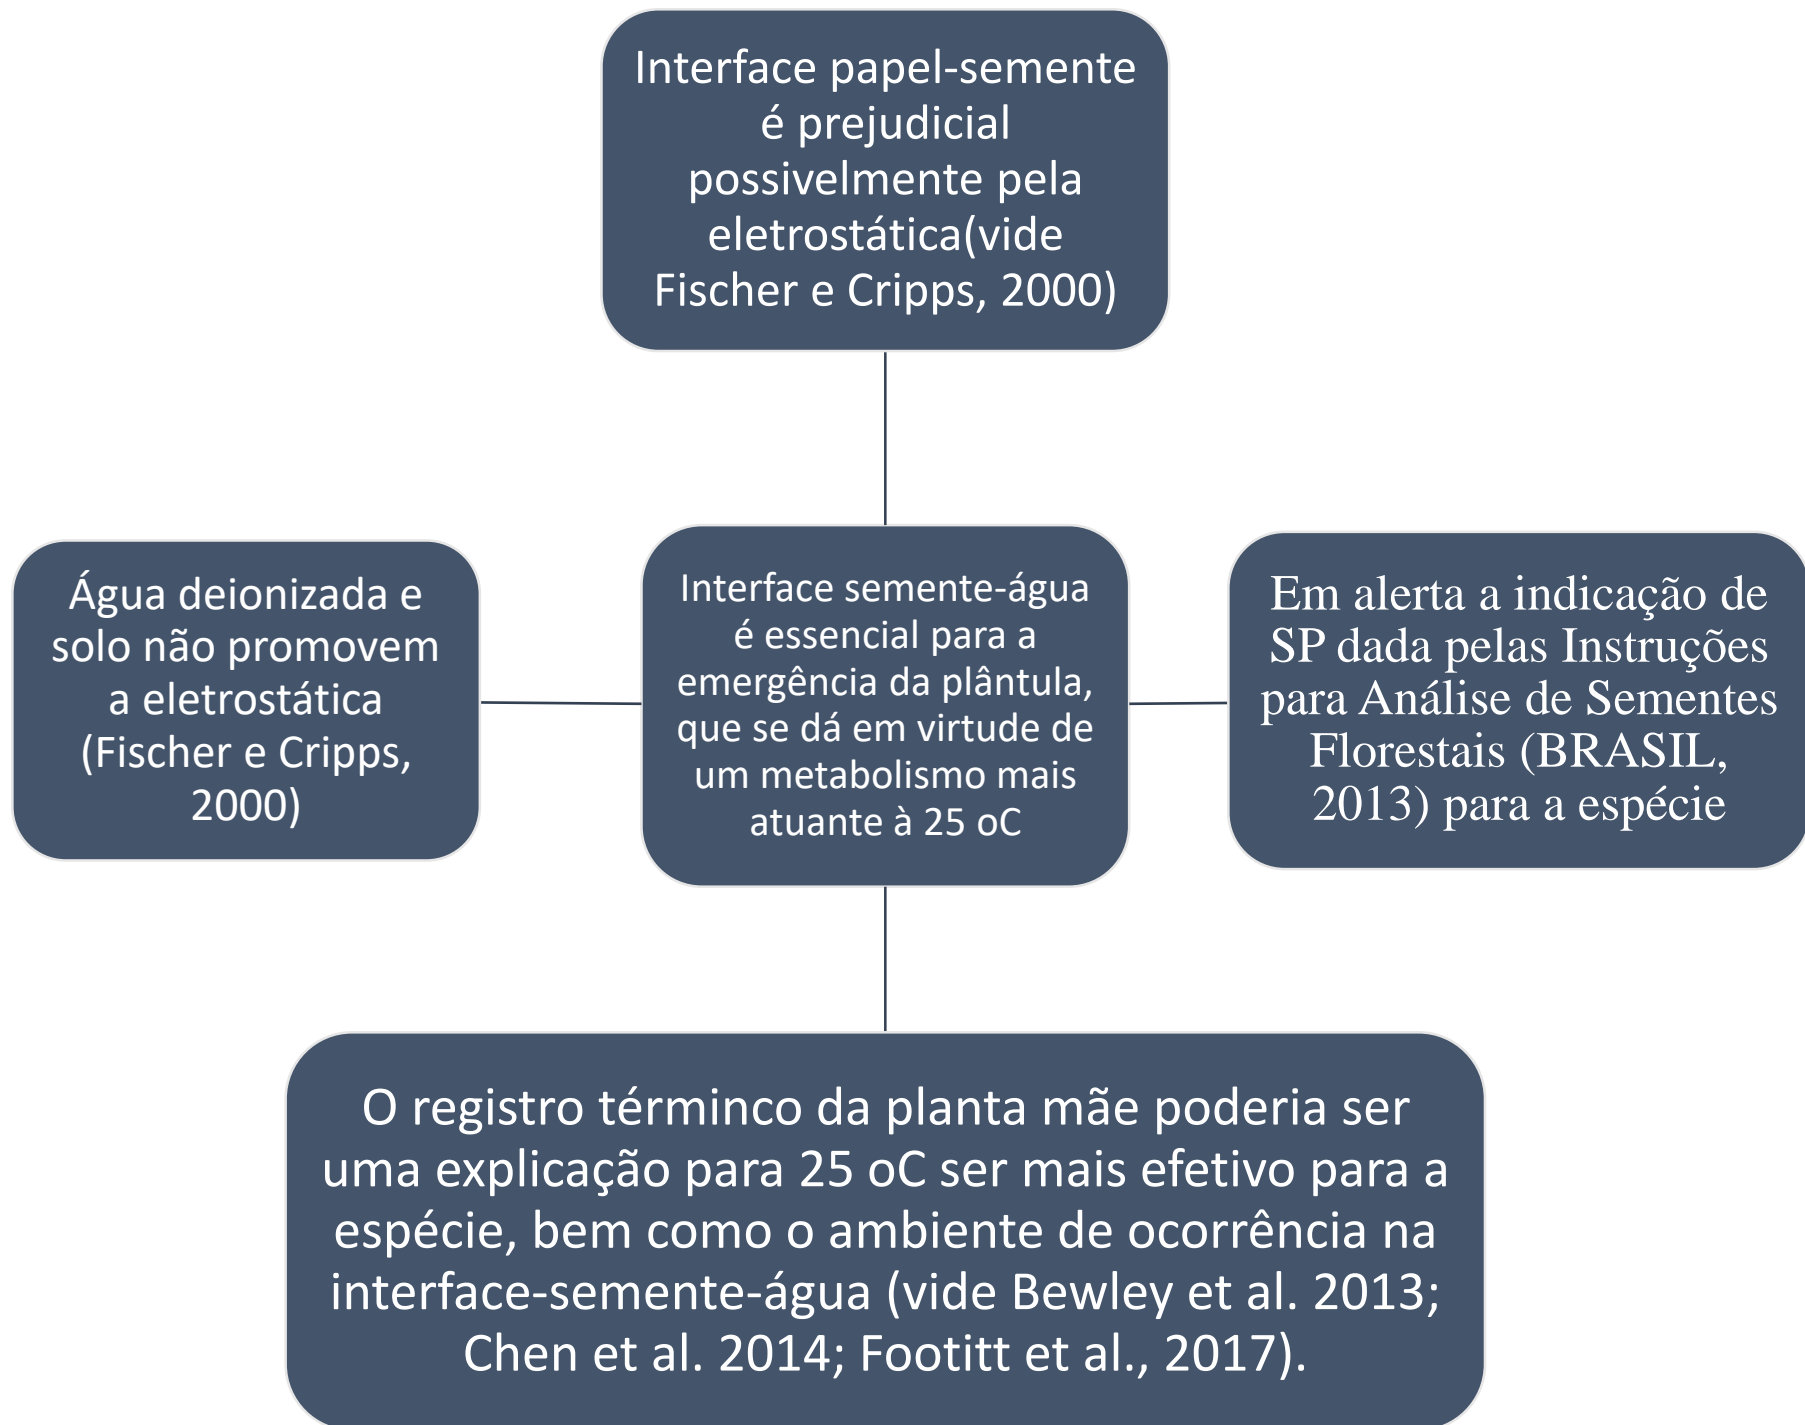 Interface papel-semente
é prejudicial
possivelmente pela
eletrostática(vide
Fischer e Cripps, 2000)
Água deionizada e
solo não promovem
a eletrostática
(Fischer e Cripps,
2000)
Interface semente-água
é essencial para a
emergência da plântula,
que se dá em virtude de
um metabolismo mais
atuante à 25 oC
Em alerta a indicação de
SP dada pelas Instruções
para Análise de Sementes
Florestais (BRASIL,
2013) para a espécie
O registro términco da planta mãe poderia ser
uma explicação para 25 oC ser mais efetivo para a
espécie, bem como o ambiente de ocorrência na
interface-semente-água (vide Bewley et al. 2013;
Chen et al. 2014; Footitt et al., 2017).